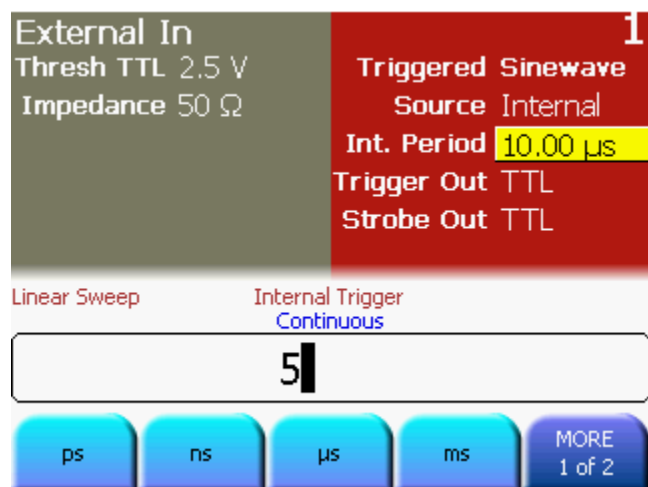 External In
Thresh TTL 2.5 V
Impedance 50 Ω
1
Triggered Sinewave
Source Internal
Int. Period 10.00 µs
Trigger Out TTL
Strobe Out TTL
Linear Sweep
Internal Trigger
Continuous
5
ps
ns
µs
ms
MORE
1 of 2